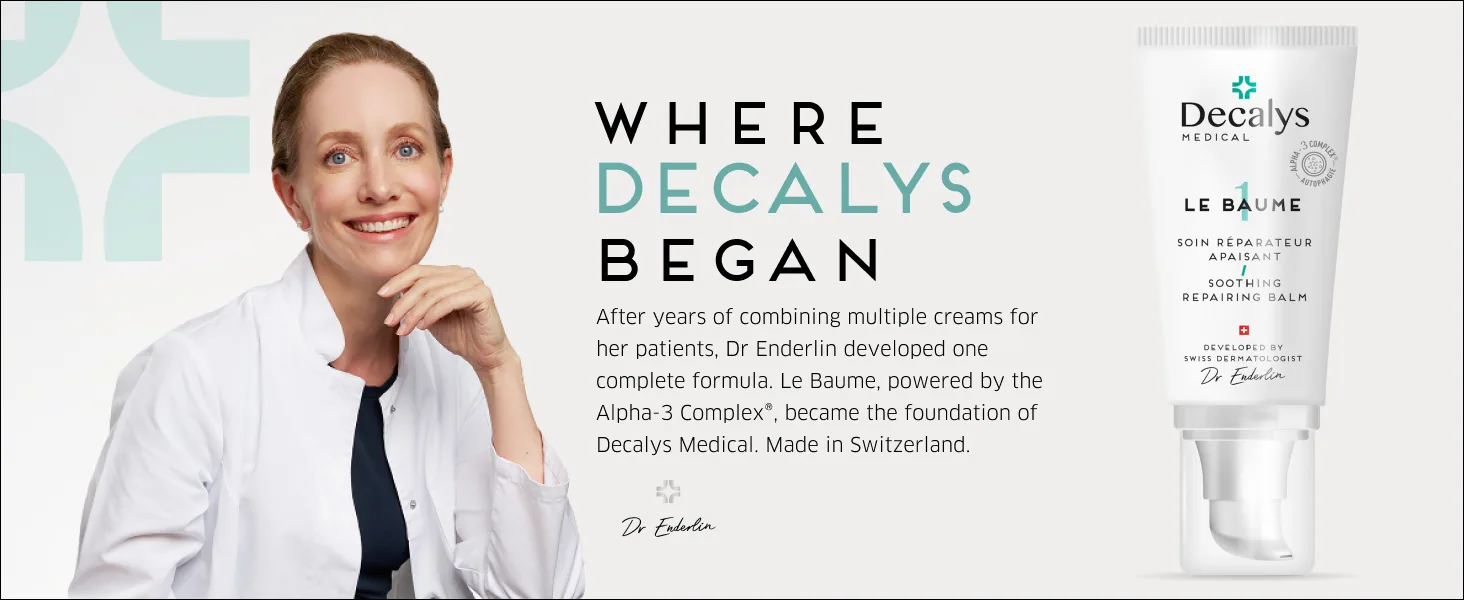 WHERE
DECALYS
BEGAN
After years of combining multiple creams for
her patients, Dr Enderlin developed one
complete formula. Le Baume, powered by the
Alpha-3 Complex®, became the foundation of
Decalys Medical. Made in Switzerland.
Dr Enderlin
Decalys
MEDICAL
ALPHA-3 COMPLEX®
AUTOPHAGIE
1
LE BAUME
SOIN RÉPARATEUR
APAISANT
/
SOOTHING
REPAIRING BALM
DEVELOPED BY
SWISS DERMATOLOGIST
Dr Enderlin